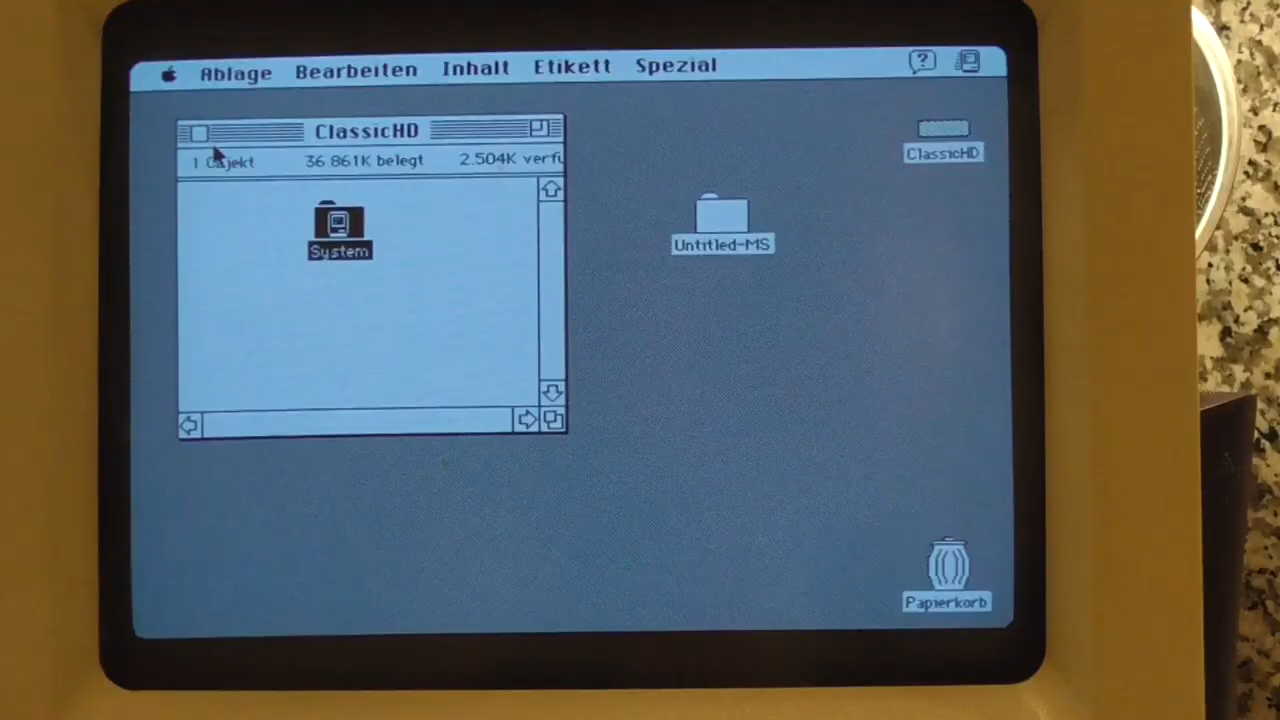 Ablage Bearbeiten Inhalt Etikett Spezial
ClassicHD
1 Objekt 36.861K belegt 2.504K verfü
System
ClassicHD
Untitled-MS
Papierkorb